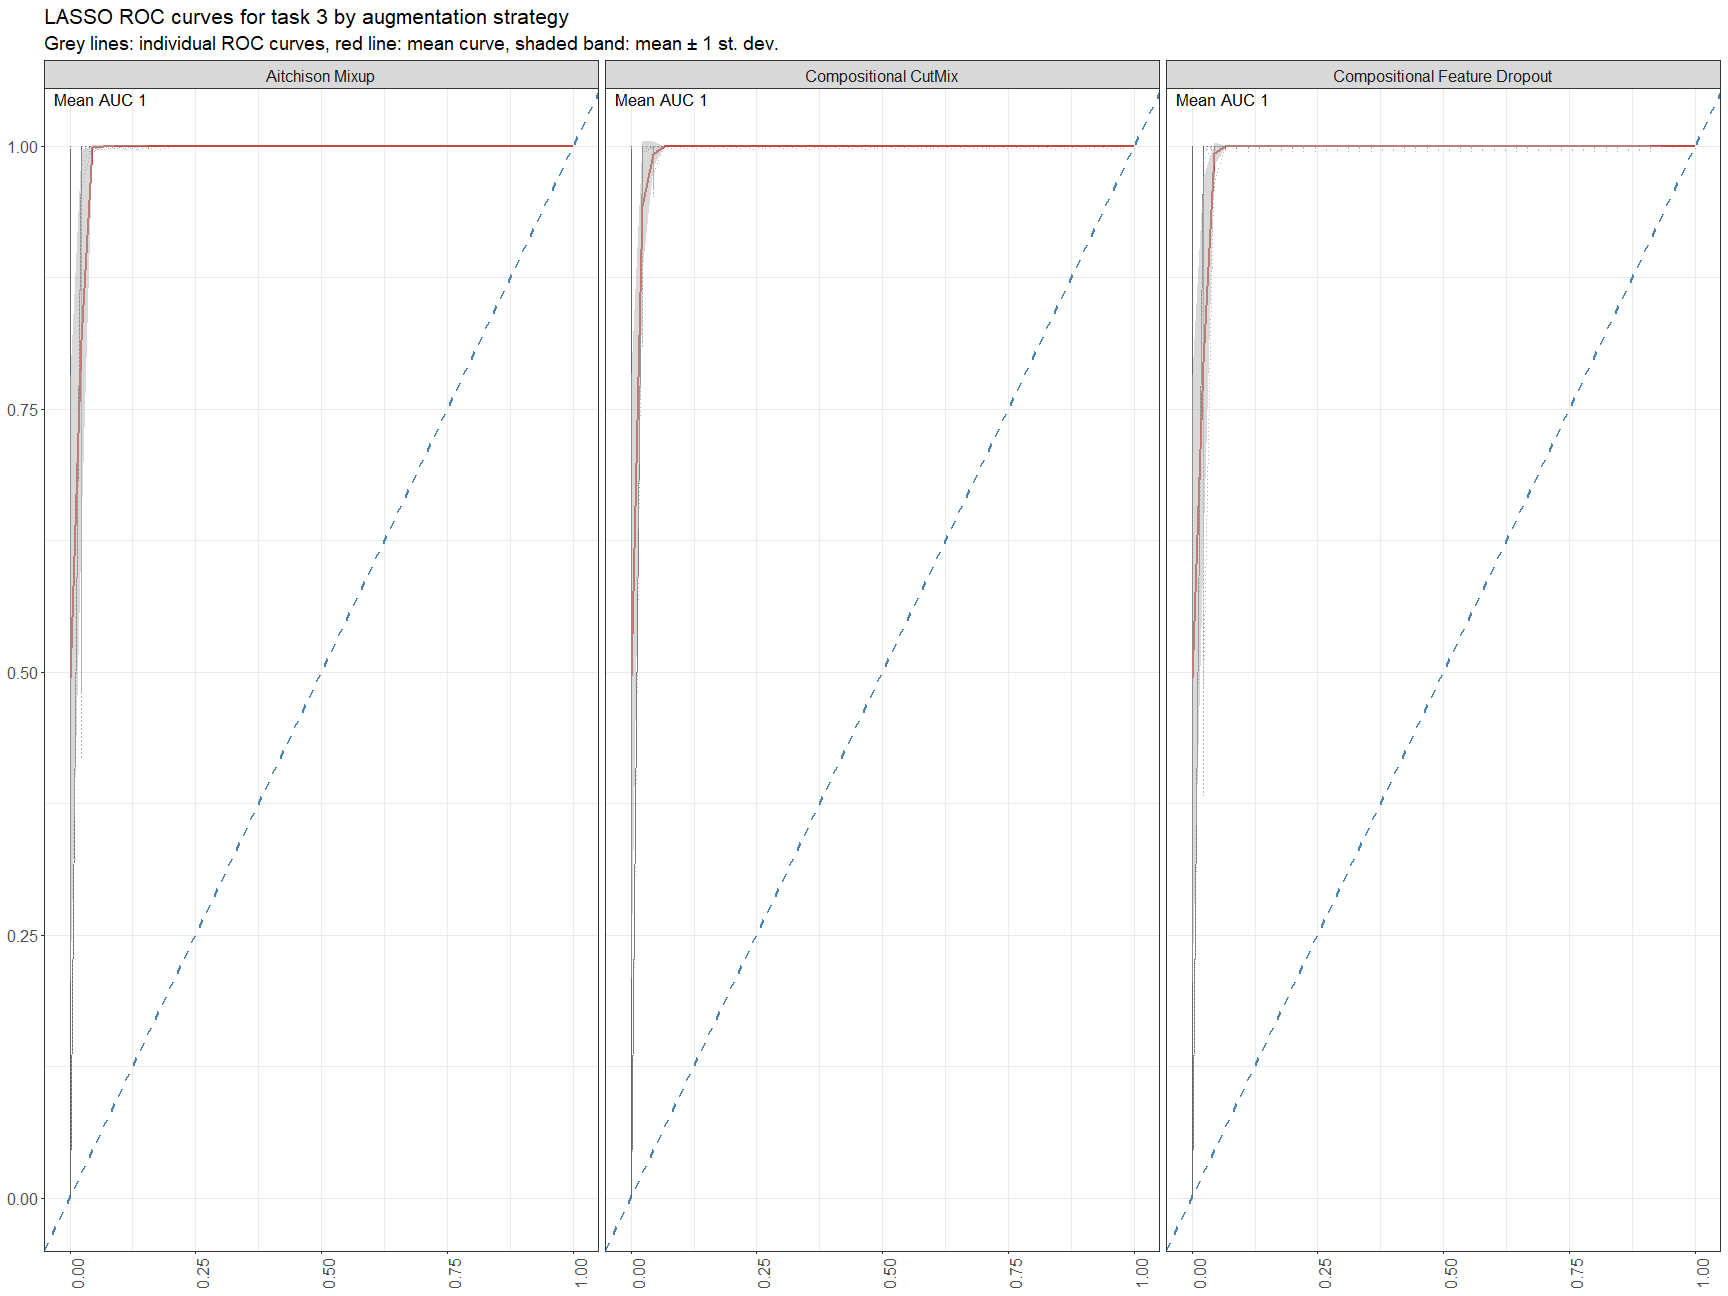 LASSO ROC curves for task 3 by augmentation strategy
Grey lines: individual ROC curves, red line: mean curve, shaded band: mean ± 1 st. dev.
Aitchison Mixup
Compositional CutMix
Compositional Feature Dropout
Mean AUC 1
Mean AUC 1
Mean AUC 1
1.00
0.75
0.50
0.25
0.00
0.00
0.25
0.50
0.75
1.00
0.00
0.25
0.50
0.75
1.00
0.00
0.25
0.50
0.75
1.00